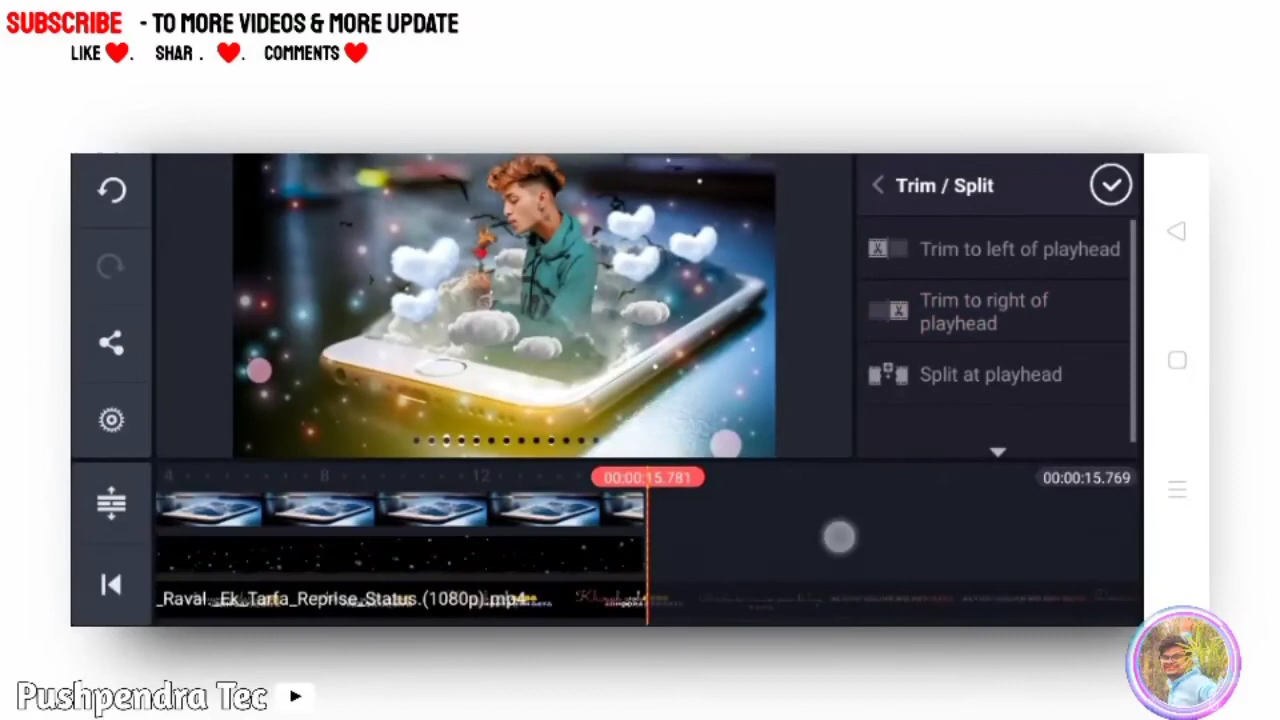 SUBSCRIBE - TO MORE VIDEOS & MORE UPDATE
LIKE ❤. SHAR . ❤. COMMENTS ❤
Trim / Split
Trim to left of playhead
Trim to right of
playhead
Split at playhead
4 8 12 00:00:15.781 00:00:15.769
_Raval_Ek_Tarfa_Reprise_Status.(1080p).mp4
Pushpendra Tec